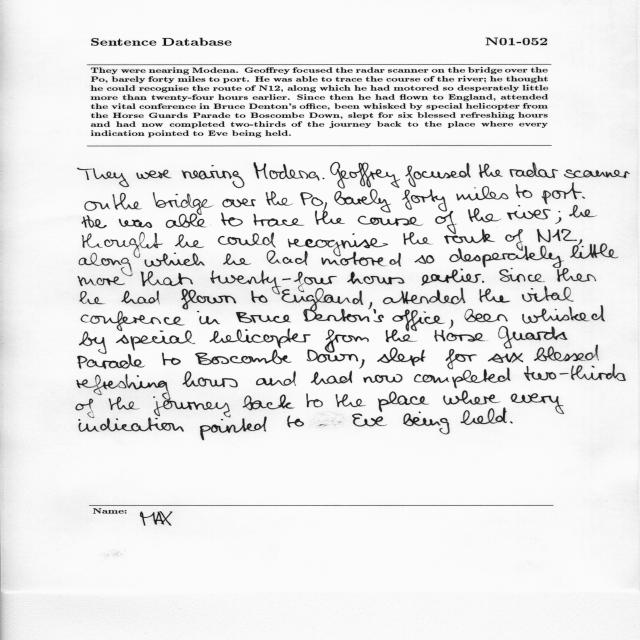 Sentence Database N01-052
They were nearing Modena. Geoffrey focused the radar scanner on the bridge over the
Po, barely forty miles to port. He was able to trace the course of the river; he thought
he could recognise the route of N12, along which he had motored so desperately little
more than twenty-four hours earlier. Since then he had flown to England, attended
the vital conference in Bruce Denton's office, been whisked by special helicopter from
the Horse Guards Parade to Boscombe Down, slept for six blessed refreshing hours
and had now completed two-thirds of the journey back to the place where every
indication pointed to Eve being held.
They were nearing Modena. Geoffrey focused the radar scanner
on the bridge over the Po, barely forty miles to port.
He was able to trace the course of the river; he
thought he could recognise the route of N12,
along which he had motored so desperately little
more than twenty-four hours earlier. Since then
he had flown to England, attended the vital
conference in Bruce Denton's office, been whisked
by special helicopter from the Horse Guards
Parade to Boscombe Down, slept for six blessed
refreshing hours and had now completed two-thirds
of the journey back to the place where every
indication pointed to Eve being held.
Name: MAX